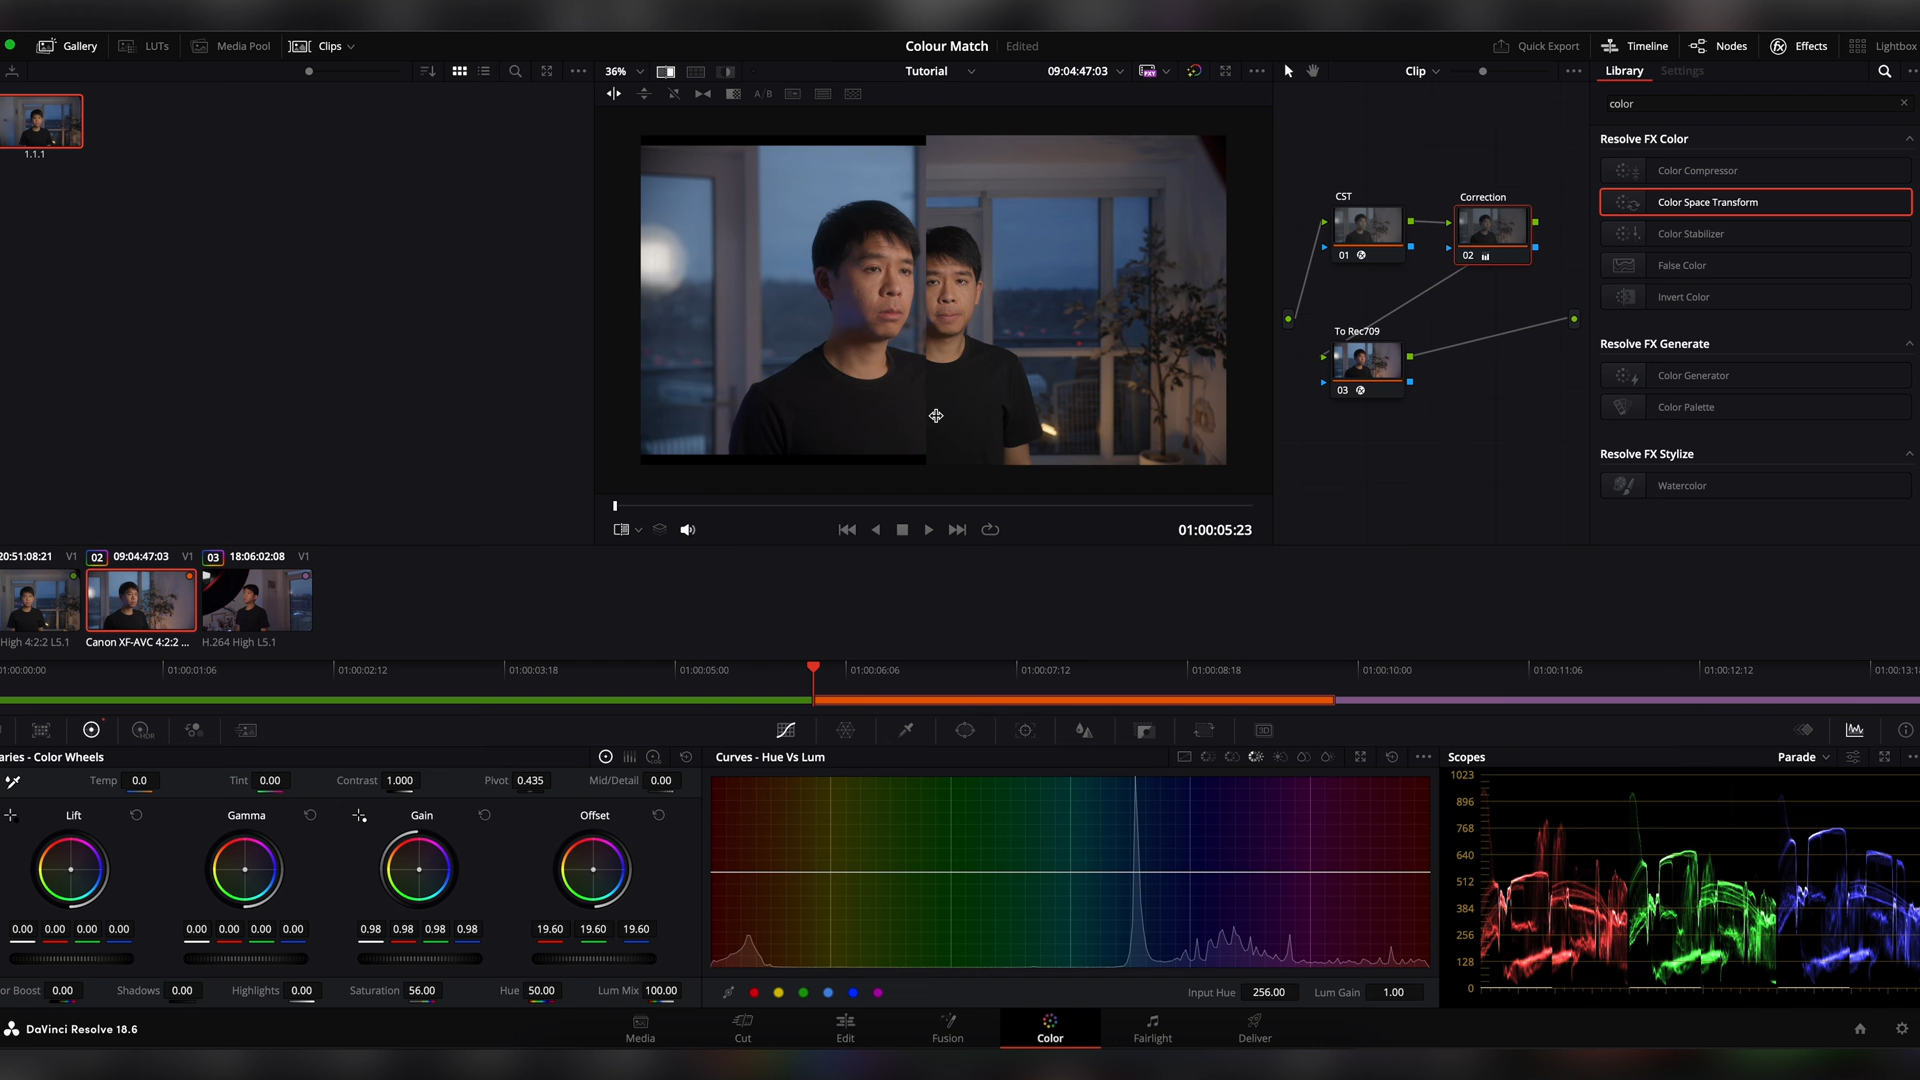 Gallery LUTs Media Pool Clips Colour Match Edited Quick Export Timeline Nodes Effects Lightbox
36% Tutorial 09:04:47:03 Clip Library Settings
A/B color
Resolve FX Color
1.1.1
Color Compressor
CST Correction
Color Space Transform
Color Stabilizer
01 02
False Color
Invert Color
To Rec709
Resolve FX Generate
Color Generator
03
Color Palette
Resolve FX Stylize
Watercolor
01:00:05:23
20:51:08:21 V1 02 09:04:47:03 V1 03 18:06:02:08 V1
High 4:2:2 L5.1 Canon XF-AVC 4:2:2 ... H.264 High L5.1
01:00:00:00 01:00:01:06 01:00:02:12 01:00:03:18 01:00:05:00 01:00:06:06 01:00:07:12 01:00:08:18 01:00:10:00 01:00:11:06 01:00:12:12 01:00:13:1
HDR 3D
aries - Color Wheels Curves - Hue Vs Lum Scopes Parade
Temp 0.0 Tint 0.00 Contrast 1.000 Pivot 0.435 Mid/Detail 0.00
Lift Gamma Gain Offset
0.00 0.00 0.00 0.00 0.00 0.00 0.00 0.00 0.98 0.98 0.98 0.98 19.60 19.60 19.60
or Boost 0.00 Shadows 0.00 Highlights 0.00 Saturation 56.00 Hue 50.00 Lum Mix 100.00 Input Hue 256.00 Lum Gain 1.00
1023
896
768
640
512
384
256
128
0
DaVinci Resolve 18.6
Media Cut Edit Fusion Color Fairlight Deliver